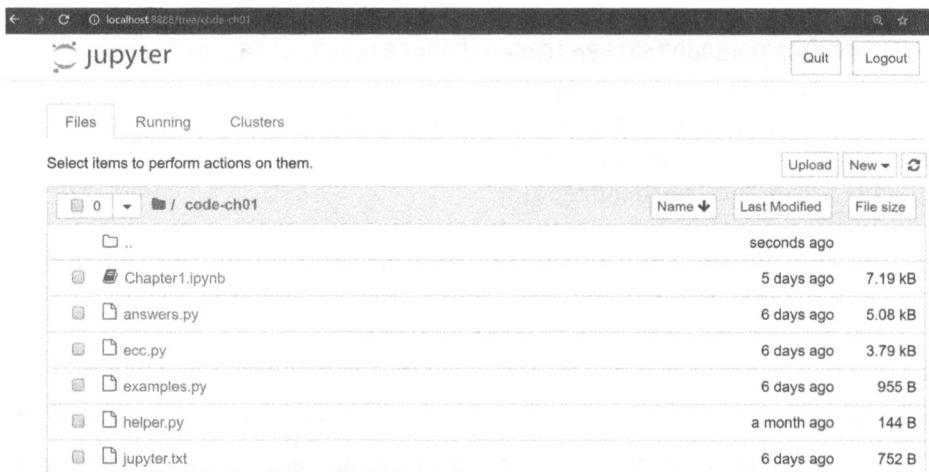 localhost:8888/tree/code-ch01
jupyter
Quit Logout
Files Running Clusters
Select items to perform actions on them.
Upload New
0 / code-ch01 Name Last Modified File size
.. seconds ago
Chapter1.ipynb 5 days ago 7.19 kB
answers.py 6 days ago 5.08 kB
ecc.py 6 days ago 3.79 kB
examples.py 6 days ago 955 B
helper.py a month ago 144 B
jupyter.txt 6 days ago 752 B